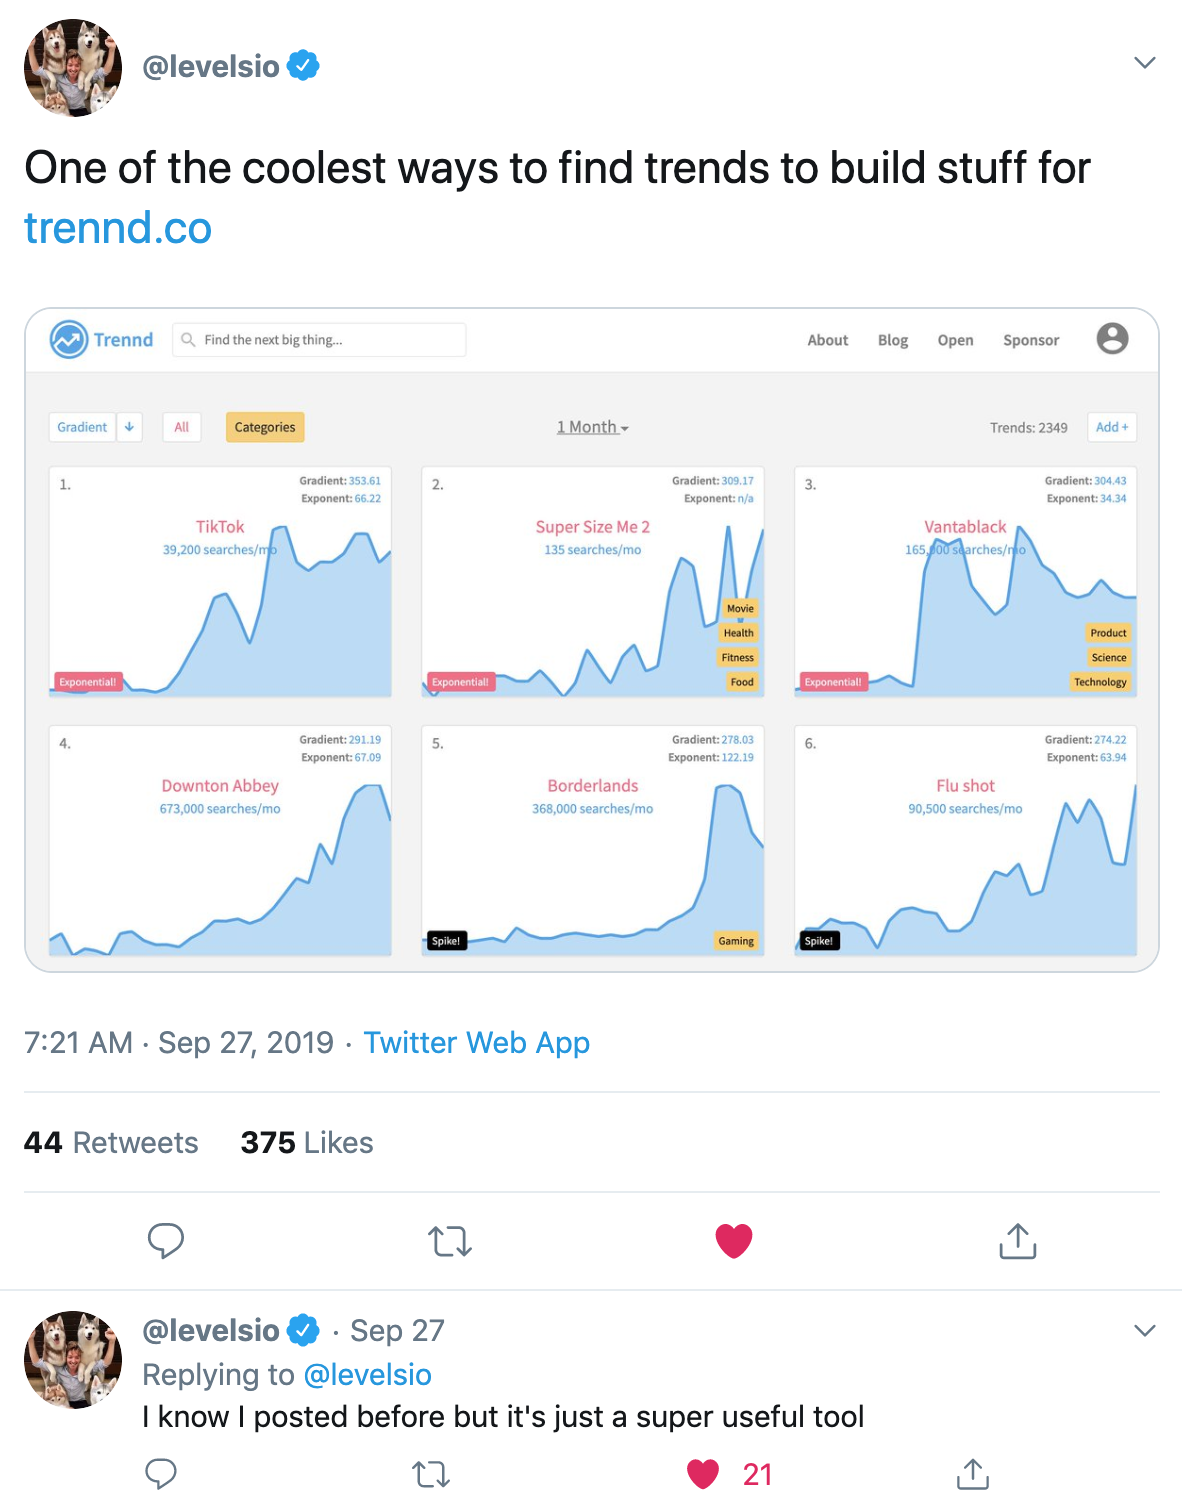 @levelsio
One of the coolest ways to find trends to build stuff for
trennd.co
Trennd
Find the next big thing...
About
Blog
Open
Sponsor
Gradient
All
Categories
1 Month
Trends: 2349
Add +
1.
Gradient: 353.61
Exponent: 66.22
TikTok
39,200 searches/mo
Exponential!
2.
Gradient: 309.17
Exponent: n/a
Super Size Me 2
135 searches/mo
Movie
Health
Fitness
Exponential!
Food
3.
Gradient: 304.43
Exponent: 34.34
Vantablack
165,000 searches/mo
Product
Science
Exponential!
Technology
4.
Gradient: 291.19
Exponent: 67.09
Downton Abbey
673,000 searches/mo
5.
Gradient: 278.03
Exponent: 122.19
Borderlands
368,000 searches/mo
Spike!
Gaming
6.
Gradient: 274.22
Exponent: 63.94
Flu shot
90,500 searches/mo
Spike!
7:21 AM · Sep 27, 2019 · Twitter Web App
44 Retweets 375 Likes
@levelsio · Sep 27
Replying to @levelsio
I know I posted before but it's just a super useful tool
21